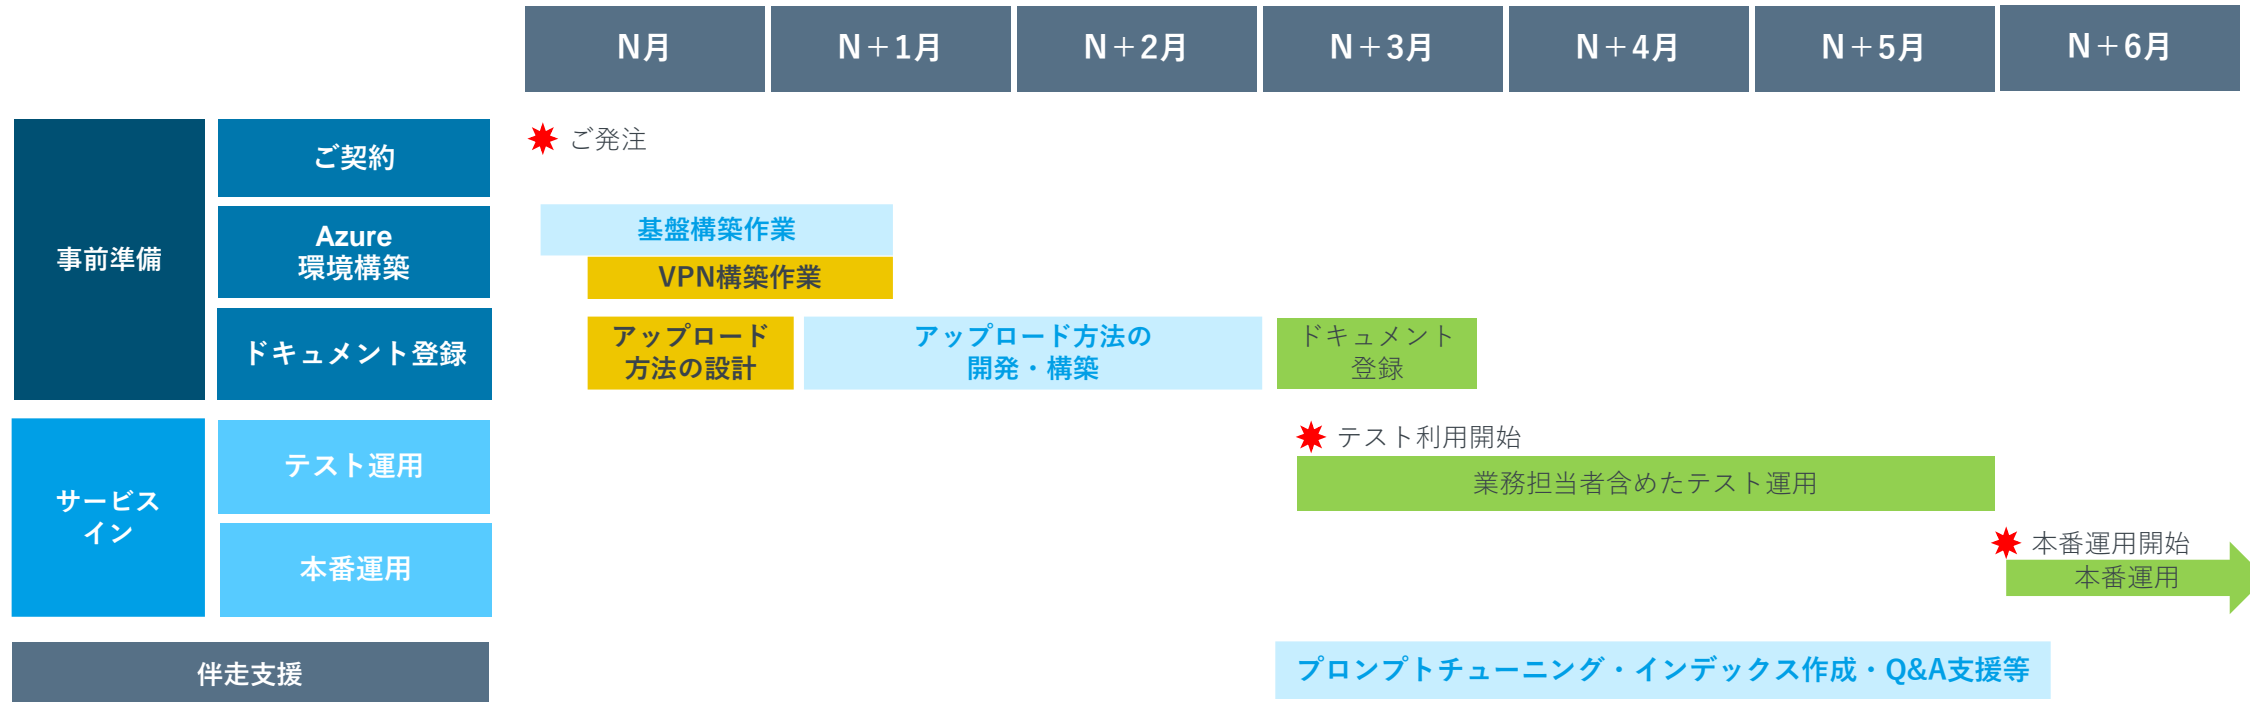 N月
N＋1月
N＋2月
N＋3月
N＋4月
N＋5月
N＋6月
事前準備
ご契約
ご発注
Azure
環境構築
基盤構築作業
VPN構築作業
ドキュメント登録
アップロード
方法の設計
アップロード方法の
開発・構築
ドキュメント
登録
サービス
イン
テスト運用
テスト利用開始
業務担当者含めたテスト運用
本番運用
本番運用開始
本番運用
伴走支援
プロンプトチューニング・インデックス作成・Q&A支援等